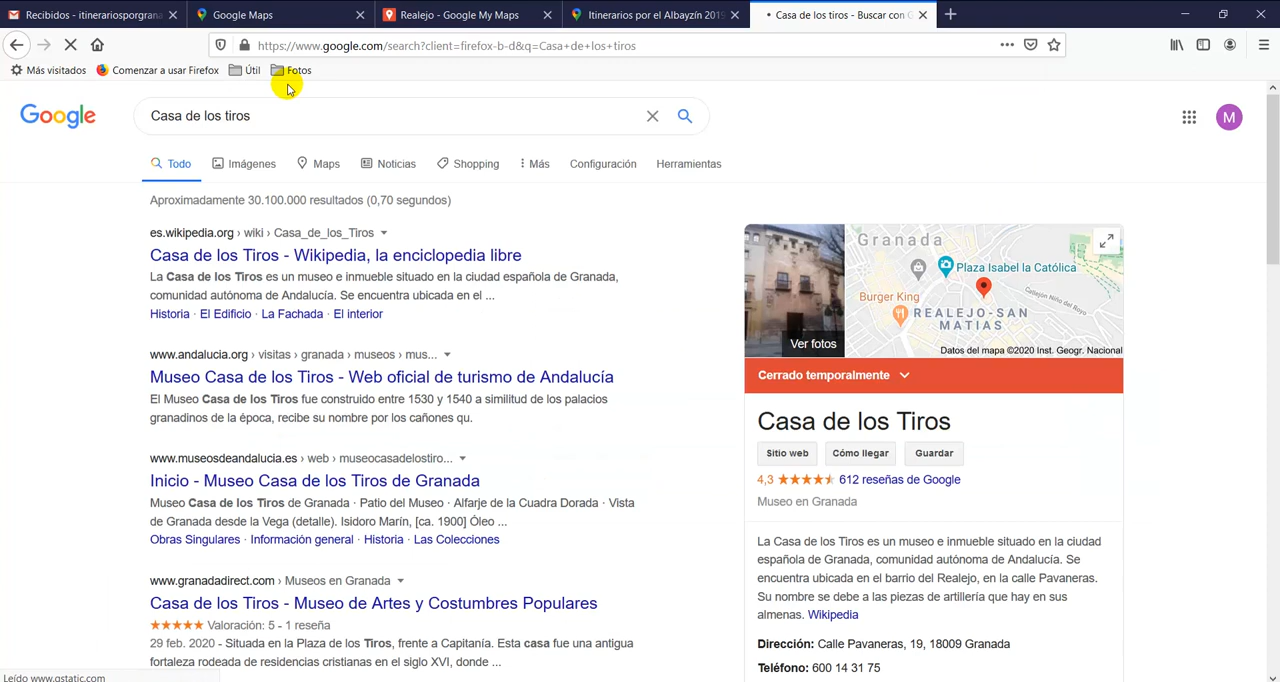 Recibidos - itinerariosporgrana
Google Maps
Realejo - Google My Maps
Itinerarios por el Albayzín 2019
Casa de los tiros - Buscar con G
https://www.google.com/search?client=firefox-b-d&q=Casa+de+los+tiros
Más visitados
Comenzar a usar Firefox
Útil
Fotos
Google
Casa de los tiros
M
Todo
Imágenes
Maps
Noticias
Shopping
Más
Configuración
Herramientas
Aproximadamente 30.100.000 resultados (0,70 segundos)
es.wikipedia.org › wiki › Casa_de_los_Tiros
Casa de los Tiros - Wikipedia, la enciclopedia libre
La Casa de los Tiros es un museo e inmueble situado en la ciudad española de Granada,
comunidad autónoma de Andalucía. Se encuentra ubicada en el ...
Historia · El Edificio · La Fachada · El interior
www.andalucia.org › visitas › granada › museos › mus...
Museo Casa de los Tiros - Web oficial de turismo de Andalucía
El Museo Casa de los Tiros fue construido entre 1530 y 1540 a similitud de los palacios
granadinos de la época, recibe su nombre por los cañones qu.
www.museosdeandalucia.es › web › museocasadelostiro...
Inicio - Museo Casa de los Tiros de Granada
Museo Casa de los Tiros de Granada · Patio del Museo · Alfarje de la Cuadra Dorada · Vista
de Granada desde la Vega (detalle). Isidoro Marín, [ca. 1900] Óleo ...
Obras Singulares · Información general · Historia · Las Colecciones
www.granadadirect.com › Museos en Granada
Casa de los Tiros - Museo de Artes y Costumbres Populares
Valoración: 5 - 1 reseña
29 feb. 2020 - Situada en la Plaza de los Tiros, frente a Capitanía. Esta casa fue una antigua
fortaleza rodeada de residencias cristianas en el siglo XVI, donde ...
Granada
Plaza Isabel la Católica
Burger King
Callejón Niño del Royo
REALEJO-SAN
MATIAS
Ver fotos
Datos del mapa ©2020 Inst. Geogr. Nacional
Cerrado temporalmente
Casa de los Tiros
Sitio web
Cómo llegar
Guardar
4,3
612 reseñas de Google
Museo en Granada
La Casa de los Tiros es un museo e inmueble situado en la ciudad
española de Granada, comunidad autónoma de Andalucía. Se
encuentra ubicada en el barrio del Realejo, en la calle Pavaneras.
Su nombre se debe a las piezas de artillería que hay en sus
almenas. Wikipedia
Dirección: Calle Pavaneras, 19, 18009 Granada
Teléfono: 600 14 31 75
Leído www.gstatic.com